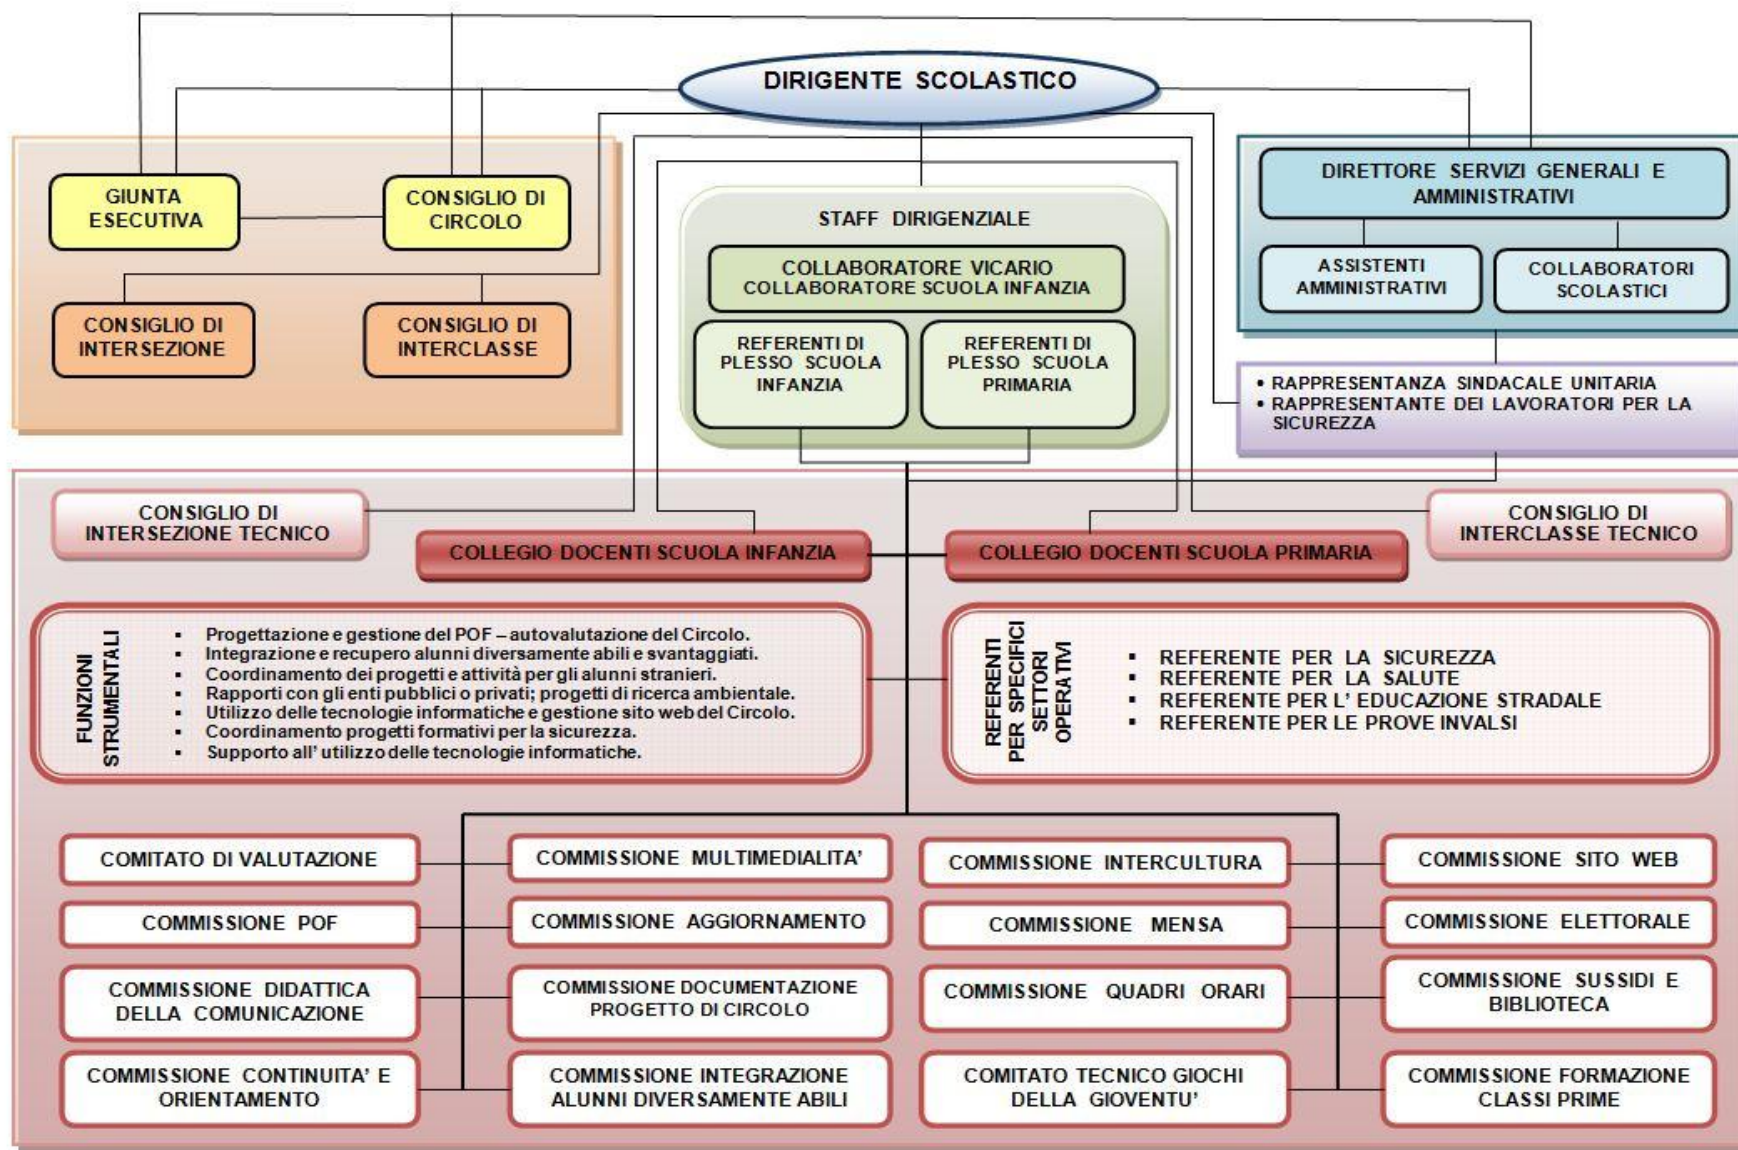 DIRIGENTE SCOLASTICO
GIUNTA
ESECUTIVA
CONSIGLIO DI
CIRCOLO
CONSIGLIO DI
INTERSEZIONE
CONSIGLIO DI
INTERCLASSE
STAFF DIRIGENZIALE
COLLABORATORE VICARIO
COLLABORATORE SCUOLA INFANZIA
REFERENTI DI
PLESSO SCUOLA
INFANZIA
REFERENTI DI
PLESSO SCUOLA
PRIMARIA
DIRETTORE SERVIZI GENERALI E
AMMINISTRATIVI
ASSISTENTI
AMMINISTRATIVI
COLLABORATORI
SCOLASTICI
• RAPPRESENTANZA SINDACALE UNITARIA
• RAPPRESENTANTE DEI LAVORATORI PER LA
SICUREZZA
CONSIGLIO DI
INTERSEZIONE TECNICO
COLLEGIO DOCENTI SCUOLA INFANZIA
COLLEGIO DOCENTI SCUOLA PRIMARIA
CONSIGLIO DI
INTERCLASSE TECNICO
FUNZIONI
STRUMENTALI
▪ Progettazione e gestione del POF – autovalutazione del Circolo.
▪ Integrazione e recupero alunni diversamente abili e svantaggiati.
▪ Coordinamento dei progetti e attività per gli alunni stranieri.
▪ Rapporti con gli enti pubblici o privati; progetti di ricerca ambientale.
▪ Utilizzo delle tecnologie informatiche e gestione sito web del Circolo.
▪ Coordinamento progetti formativi per la sicurezza.
▪ Supporto all' utilizzo delle tecnologie informatiche.
REFERENTI
PER SPECIFICI
SETTORI
OPERATIVI
▪ REFERENTE PER LA SICUREZZA
▪ REFERENTE PER LA SALUTE
▪ REFERENTE PER L' EDUCAZIONE STRADALE
▪ REFERENTE PER LE PROVE INVALSI
COMITATO DI VALUTAZIONE
COMMISSIONE MULTIMEDIALITA'
COMMISSIONE INTERCULTURA
COMMISSIONE SITO WEB
COMMISSIONE POF
COMMISSIONE AGGIORNAMENTO
COMMISSIONE MENSA
COMMISSIONE ELETTORALE
COMMISSIONE DIDATTICA
DELLA COMUNICAZIONE
COMMISSIONE DOCUMENTAZIONE
PROGETTO DI CIRCOLO
COMMISSIONE QUADRI ORARI
COMMISSIONE SUSSIDI E
BIBLIOTECA
COMMISSIONE CONTINUITA' E
ORIENTAMENTO
COMMISSIONE INTEGRAZIONE
ALUNNI DIVERSAMENTE ABILI
COMITATO TECNICO GIOCHI
DELLA GIOVENTU'
COMMISSIONE FORMAZIONE
CLASSI PRIME